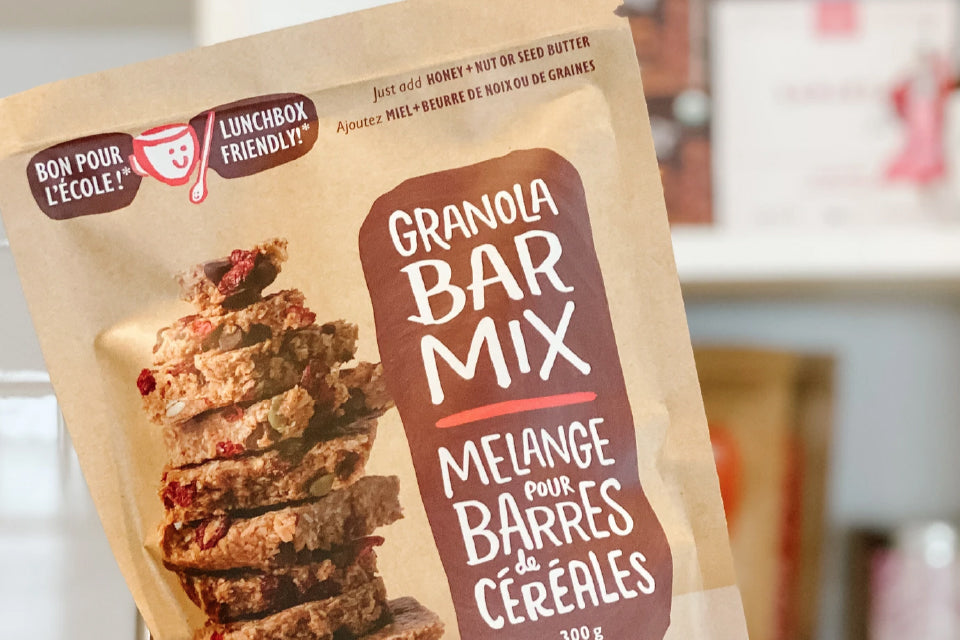 Just add HONEY + NUT OR SEED BUTTER
Ajoutez MIEL + BEURRE DE NOIX OU DE GRAINES
BON POUR
L'ÉCOLE !*
LUNCHBOX
FRIENDLY!*
GRANOLA
BAR
MIX
MELANGE
POUR
BARRES
de
CÉRÉALES
300 g